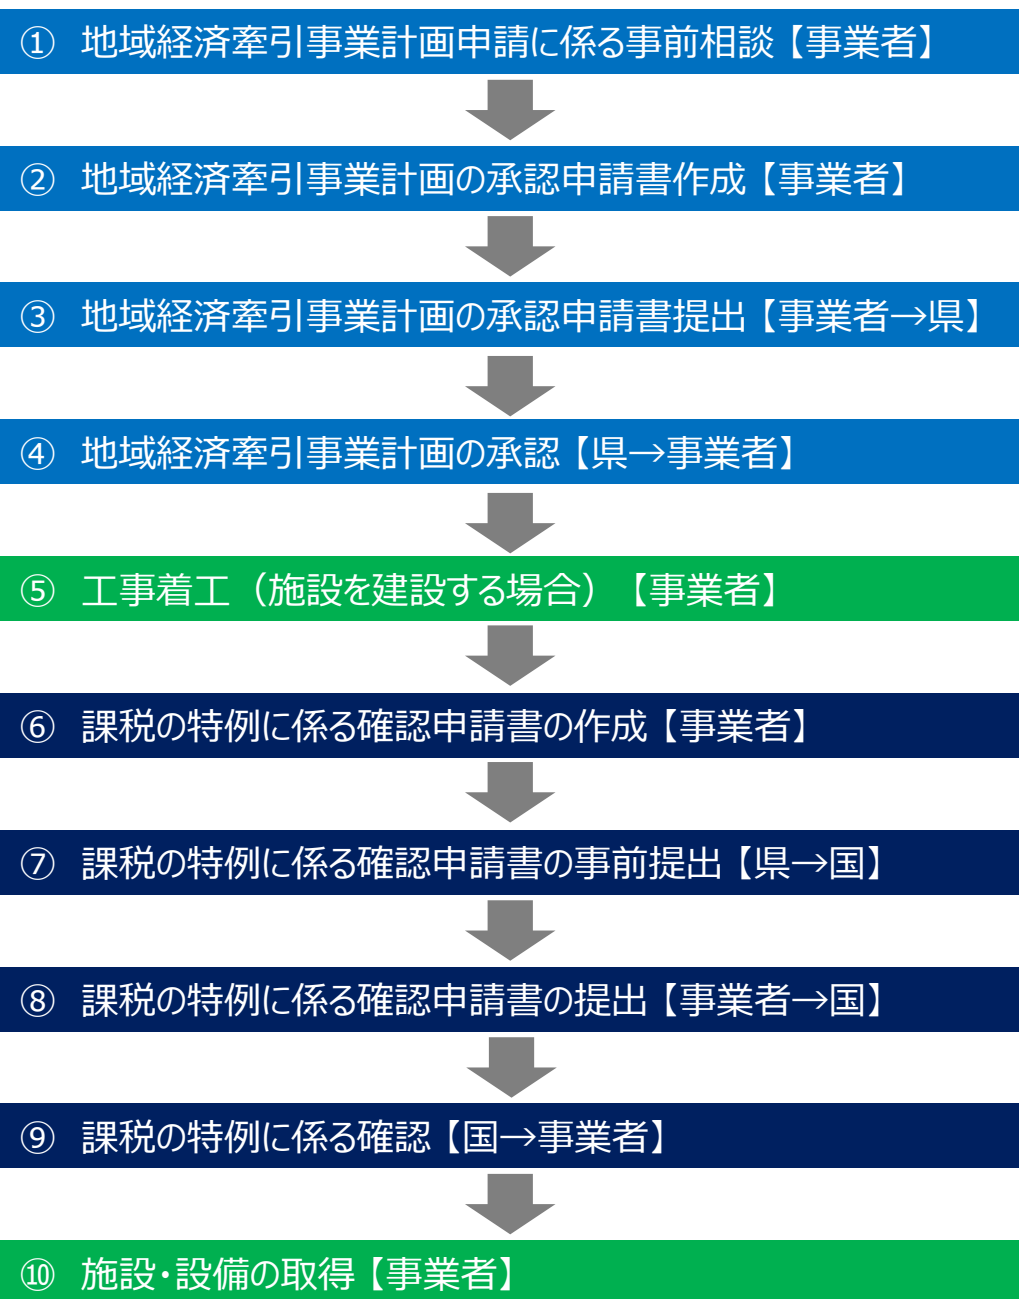 ① 地域経済牽引事業計画申請に係る事前相談【事業者】
② 地域経済牽引事業計画の承認申請書作成【事業者】
③ 地域経済牽引事業計画の承認申請書提出【事業者→県】
④ 地域経済牽引事業計画の承認【県→事業者】
⑤ 工事着工（施設を建設する場合）【事業者】
⑥ 課税の特例に係る確認申請書の作成【事業者】
⑦ 課税の特例に係る確認申請書の事前提出【県→国】
⑧ 課税の特例に係る確認申請書の提出【事業者→国】
⑨ 課税の特例に係る確認【国→事業者】
⑩ 施設・設備の取得【事業者】